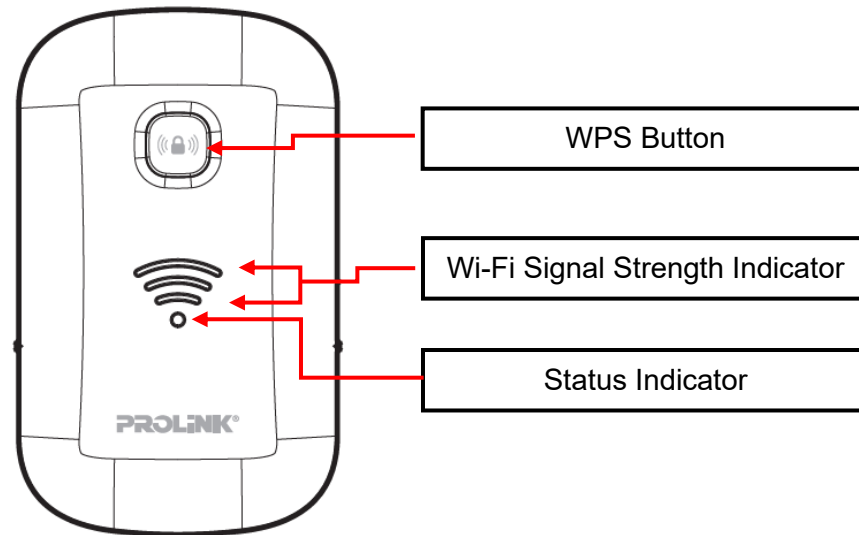 WPS Button
Wi-Fi Signal Strength Indicator
Status Indicator
PROLiNK®